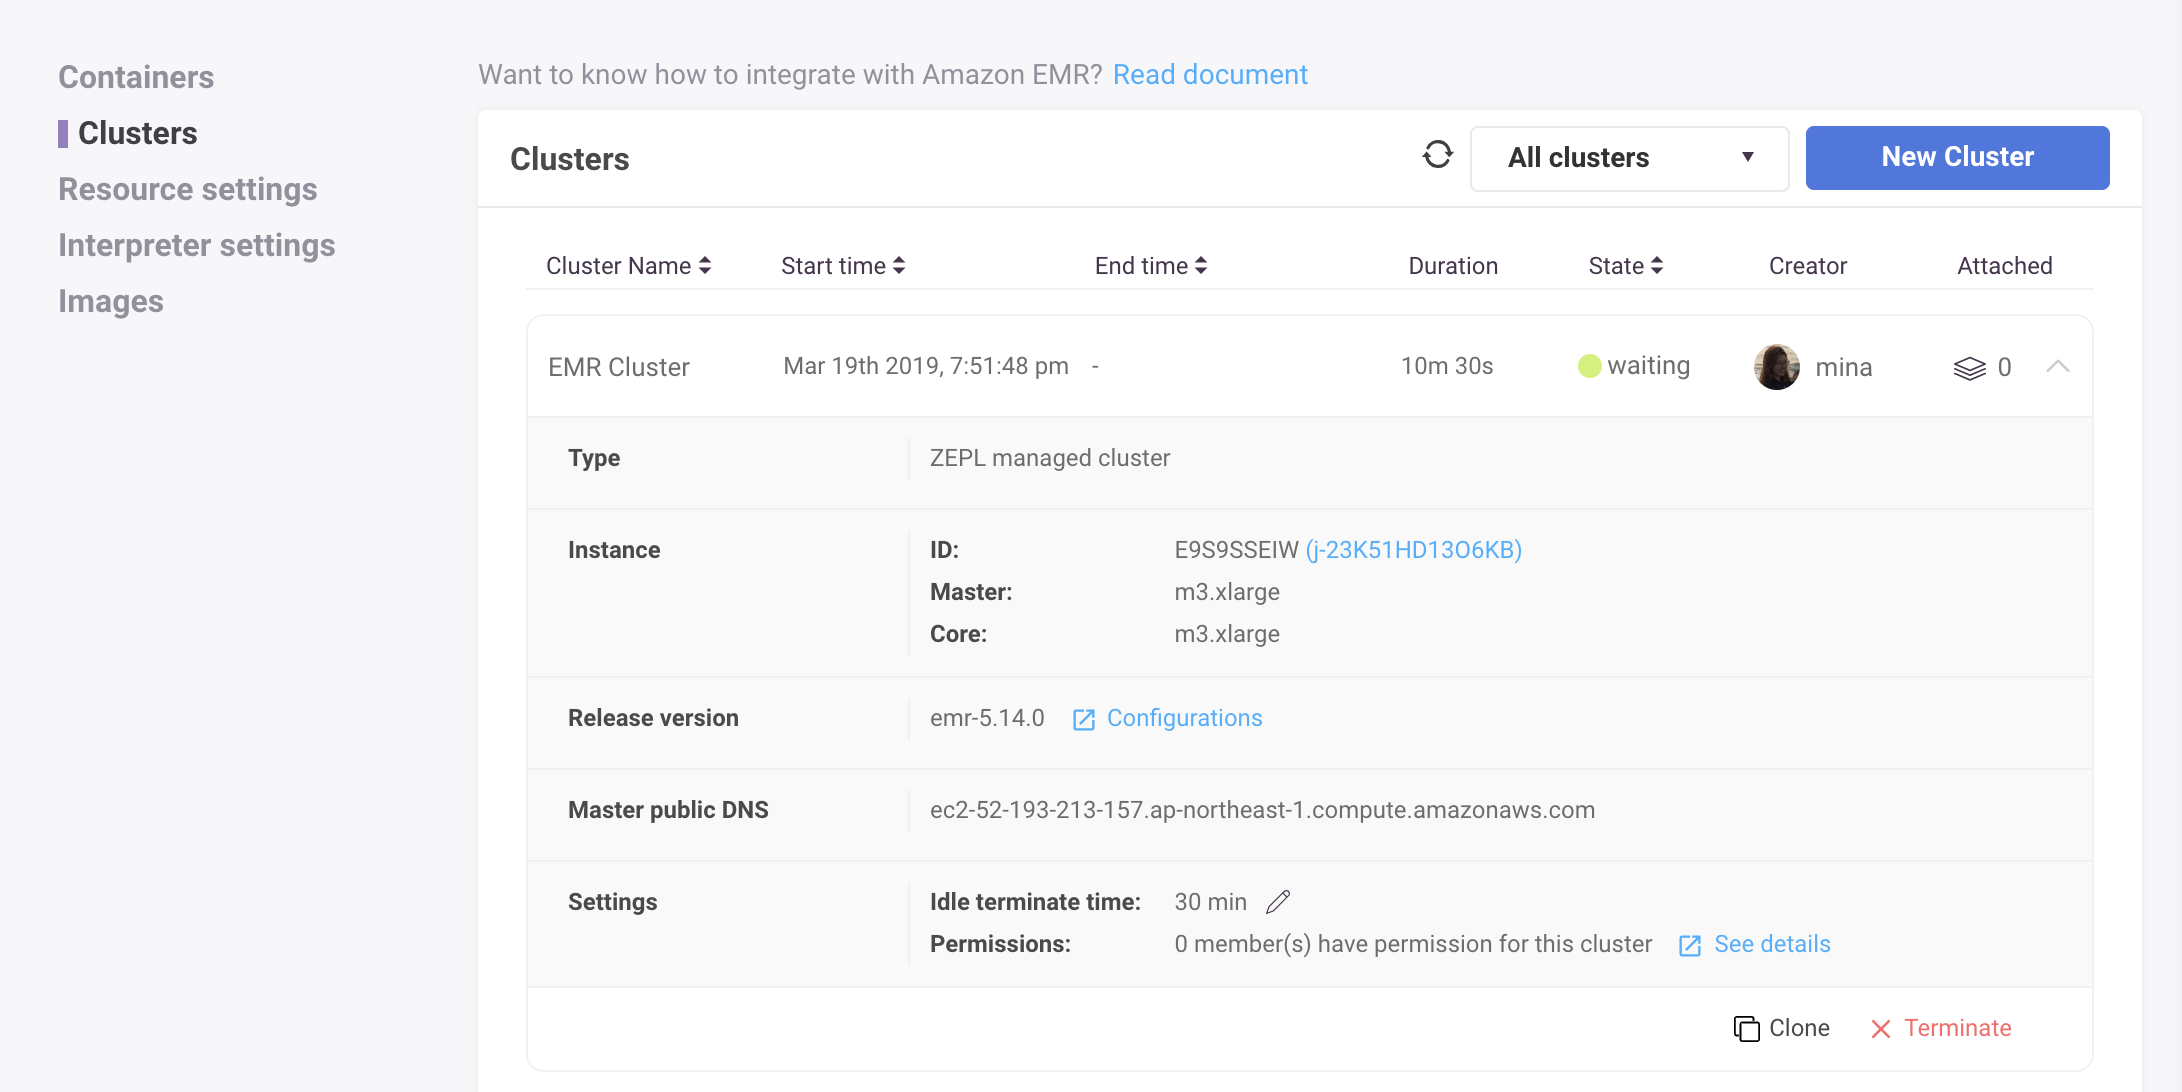 Containers
Clusters
Resource settings
Interpreter settings
Images
Want to know how to integrate with Amazon EMR? Read document
Clusters
All clusters
New Cluster
Cluster Name Start time End time Duration State Creator Attached
EMR Cluster Mar 19th 2019, 7:51:48 pm - 10m 30s waiting mina 0
Type ZEPL managed cluster
Instance ID: E9S9SSEIW (j-23K51HD13O6KB)
Master: m3.xlarge
Core: m3.xlarge
Release version emr-5.14.0 Configurations
Master public DNS ec2-52-193-213-157.ap-northeast-1.compute.amazonaws.com
Settings Idle terminate time: 30 min
Permissions: 0 member(s) have permission for this cluster See details
Clone Terminate